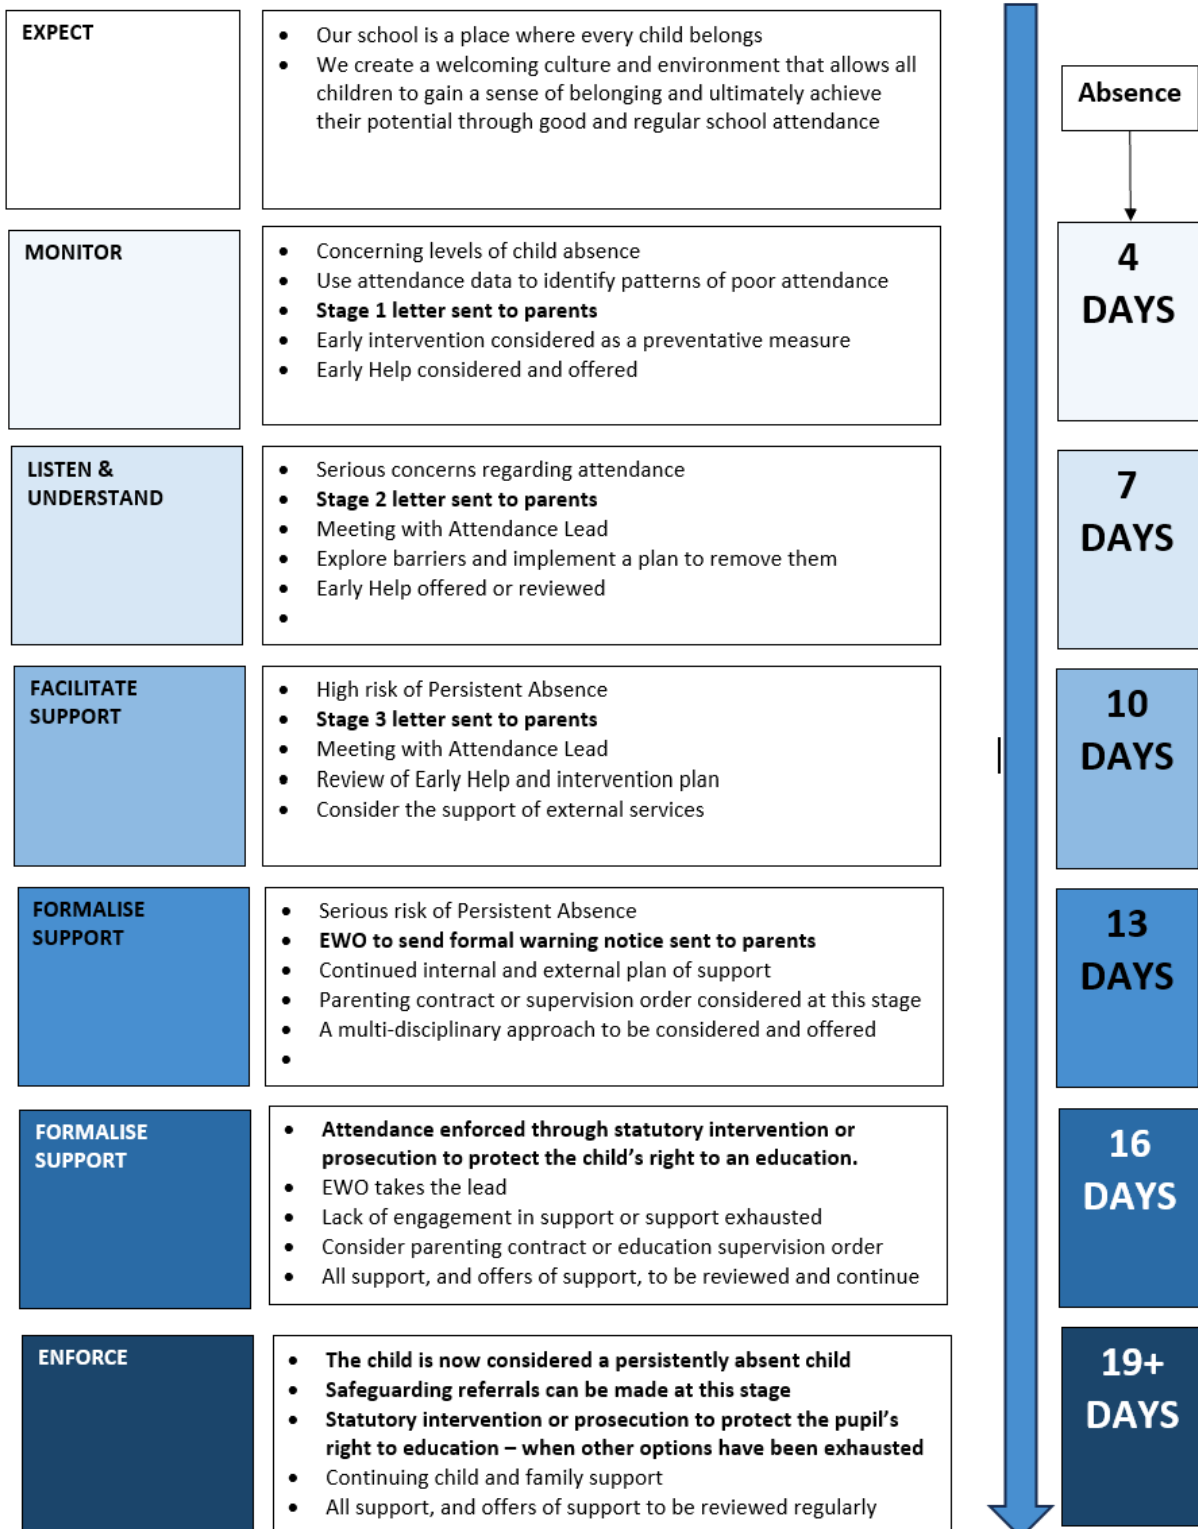 EXPECT
• Our school is a place where every child belongs
• We create a welcoming culture and environment that allows all
children to gain a sense of belonging and ultimately achieve
their potential through good and regular school attendance
Absence
MONITOR
• Concerning levels of child absence
• Use attendance data to identify patterns of poor attendance
• Stage 1 letter sent to parents
• Early intervention considered as a preventative measure
• Early Help considered and offered
4
DAYS
LISTEN &
UNDERSTAND
• Serious concerns regarding attendance
• Stage 2 letter sent to parents
• Meeting with Attendance Lead
• Explore barriers and implement a plan to remove them
• Early Help offered or reviewed
•
7
DAYS
FACILITATE
SUPPORT
• High risk of Persistent Absence
• Stage 3 letter sent to parents
• Meeting with Attendance Lead
• Review of Early Help and intervention plan
• Consider the support of external services
10
DAYS
FORMALISE
SUPPORT
• Serious risk of Persistent Absence
• EWO to send formal warning notice sent to parents
• Continued internal and external plan of support
• Parenting contract or supervision order considered at this stage
• A multi-disciplinary approach to be considered and offered
•
13
DAYS
FORMALISE
SUPPORT
• Attendance enforced through statutory intervention or
prosecution to protect the child's right to an education.
• EWO takes the lead
• Lack of engagement in support or support exhausted
• Consider parenting contract or education supervision order
• All support, and offers of support, to be reviewed and continue
16
DAYS
ENFORCE
• The child is now considered a persistently absent child
• Safeguarding referrals can be made at this stage
• Statutory intervention or prosecution to protect the pupil's
right to education – when other options have been exhausted
• Continuing child and family support
• All support, and offers of support to be reviewed regularly
19+
DAYS